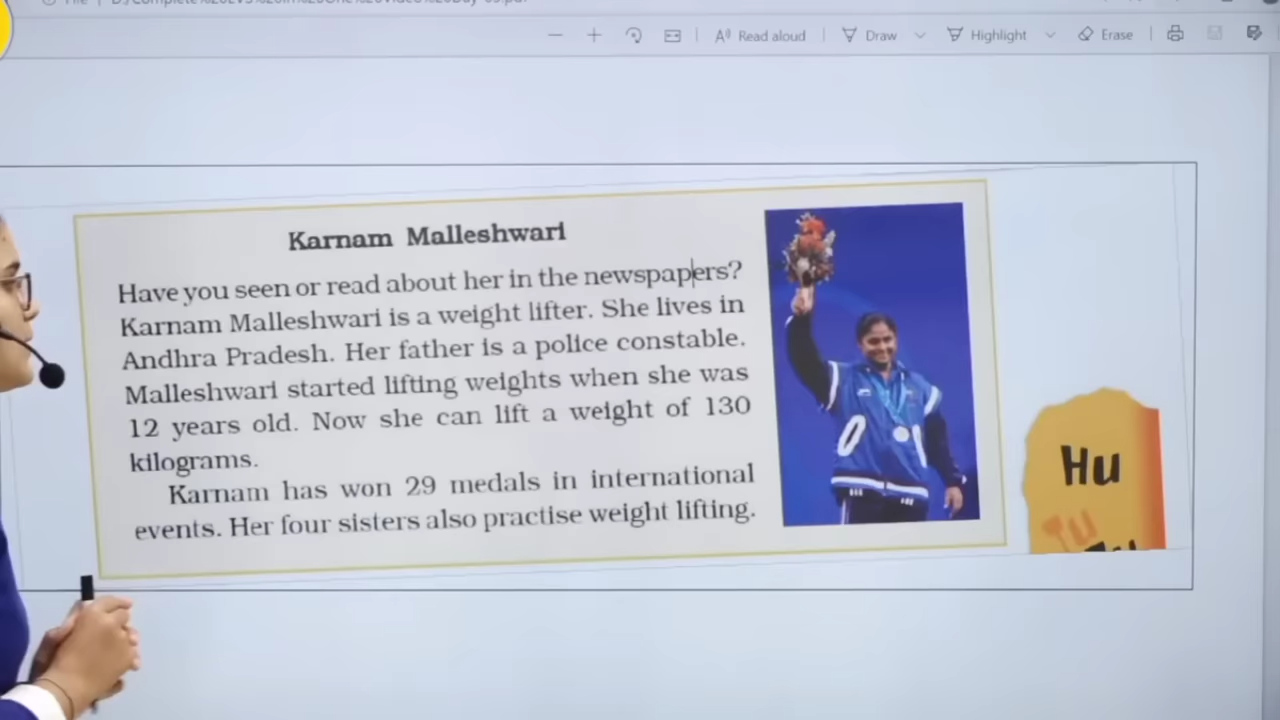 Read aloud
Draw
Highlight
Erase
Karnam Malleshwari
Have you seen or read about her in the newspapers?
Karnam Malleshwari is a weight lifter. She lives in
Andhra Pradesh. Her father is a police constable.
Malleshwari started lifting weights when she was
12 years old. Now she can lift a weight of 130
kilograms.
Karnam has won 29 medals in international
events. Her four sisters also practise weight lifting.
Hu
Tu